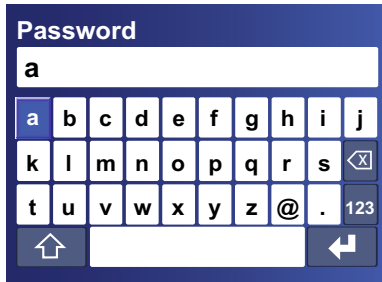 Password
a
a b c d e f g h i j
k l m n o p q r s
t u v w x y z @ . 123